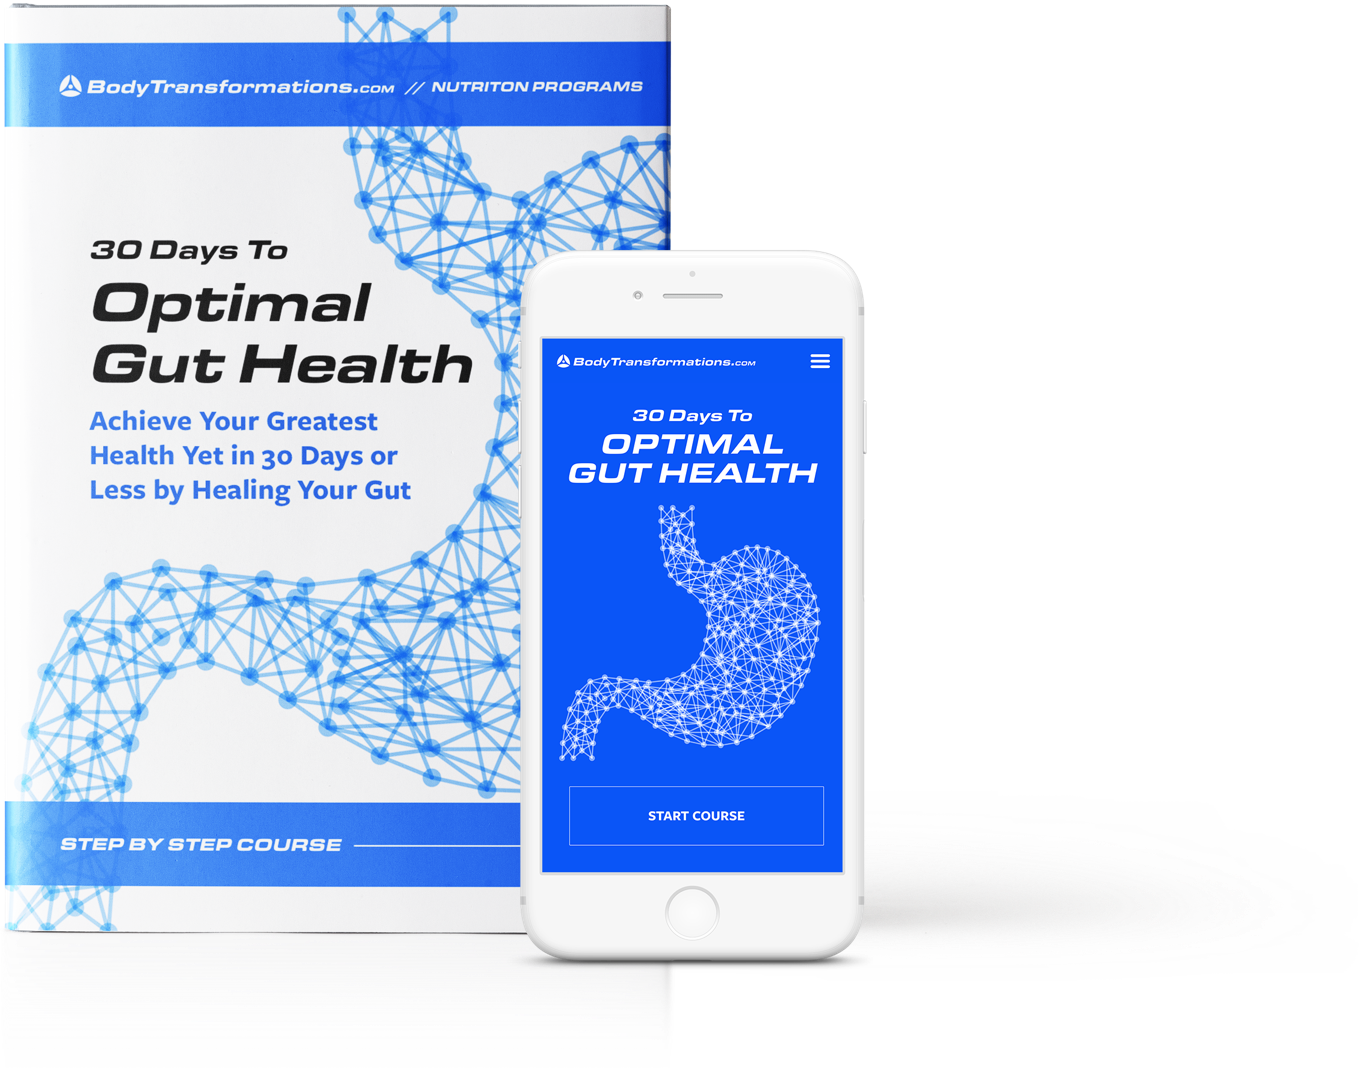 BodyTransformations.COM // NUTRITON PROGRAMS
30 Days To
Optimal
Gut Health
Achieve Your Greatest
Health Yet in 30 Days or
Less by Healing Your Gut
STEP BY STEP COURSE
BodyTransformations.COM
30 Days To
OPTIMAL
GUT HEALTH
START COURSE